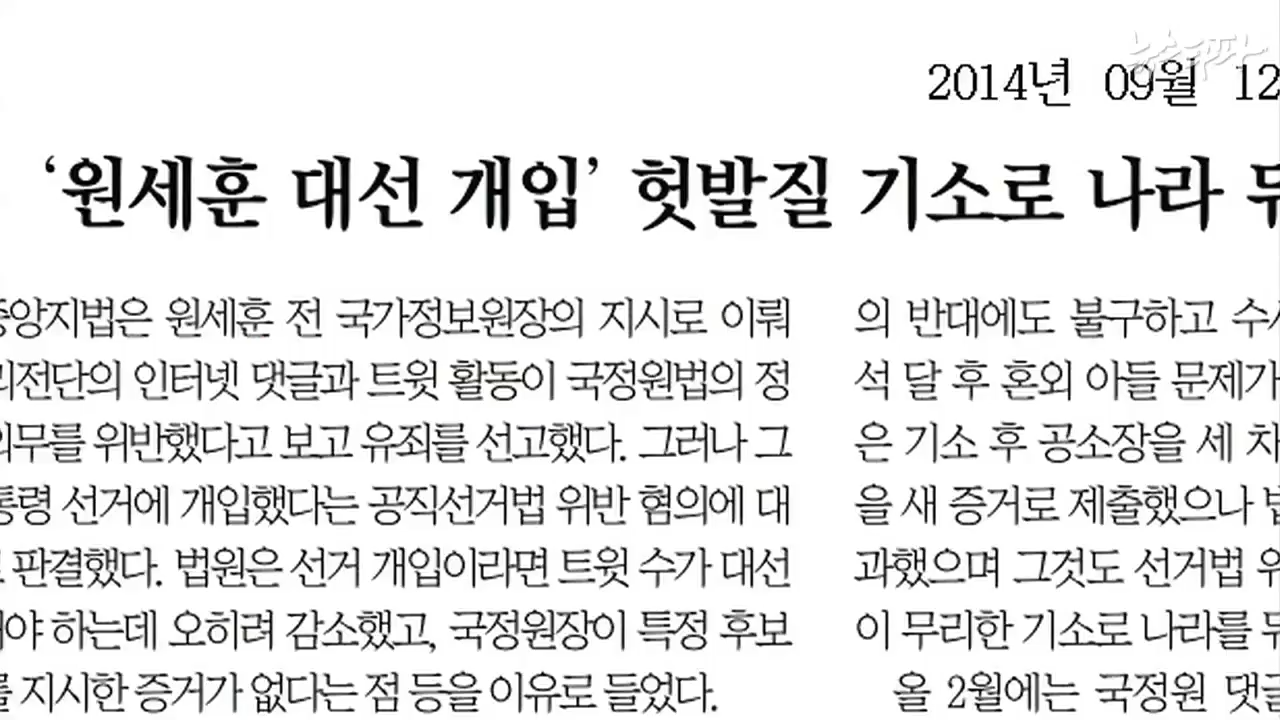 뉴스타파
2014년 09월 12
‘원세훈 대선 개입’ 헛발질 기소로 나라
중앙지법은 원세훈 전 국가정보원장의 지시로 이뤄
리전단의 인터넷 댓글과 트윗 활동이 국정원법의 정
의무를 위반했다고 보고 유죄를 선고했다. 그러나 그
통령 선거에 개입했다는 공직선거법 위반 혐의에 대
판결했다. 법원은 선거 개입이라면 트윗 수가 대선
해야 하는데 오히려 감소했고, 국정원장이 특정 후보
를 지시한 증거가 없다는 점 등을 이유로 들었다.
의 반대에도 불구하고 수
석 달 후 혼외 아들 문제가
은 기소 후 공소장을 세 차
을 새 증거로 제출했으나
과했으며 그것도 선거법 위
이 무리한 기소로 나라를
올 2월에는 국정원 댓글